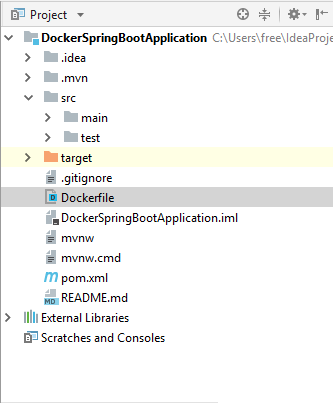 Project
DockerSpringBootApplication C:\Users\free\IdeaProj
.idea
.mvn
src
main
test
target
.gitignore
Dockerfile
DockerSpringBootApplication.iml
mvnw
mvnw.cmd
pom.xml
README.md
External Libraries
Scratches and Consoles